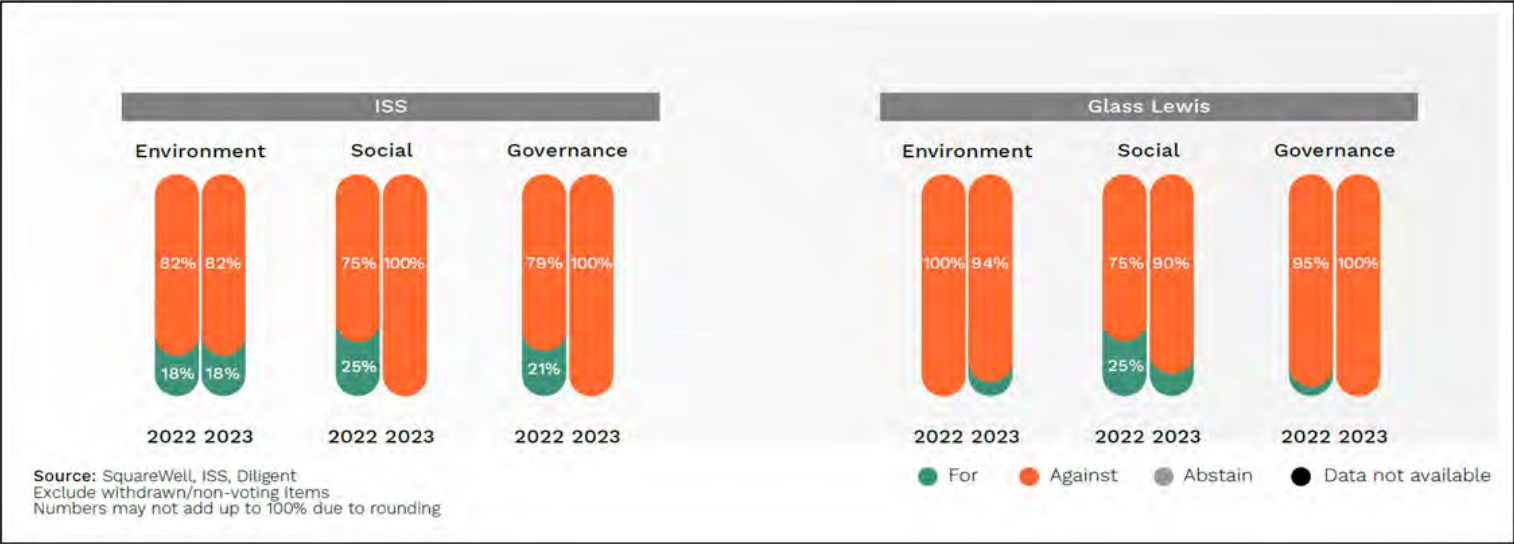 ISS
Glass Lewis
Environment Social Governance
Environment Social Governance
82% 82% 75% 100% 79% 100%
100% 94% 75% 90% 95% 100%
18% 18% 25% 21%
25%
2022 2023 2022 2023 2022 2023
2022 2023 2022 2023 2022 2023
Source: SquareWell, ISS, Diligent
Exclude withdrawn/non-voting items
Numbers may not add up to 100% due to rounding
For Against Abstain Data not available